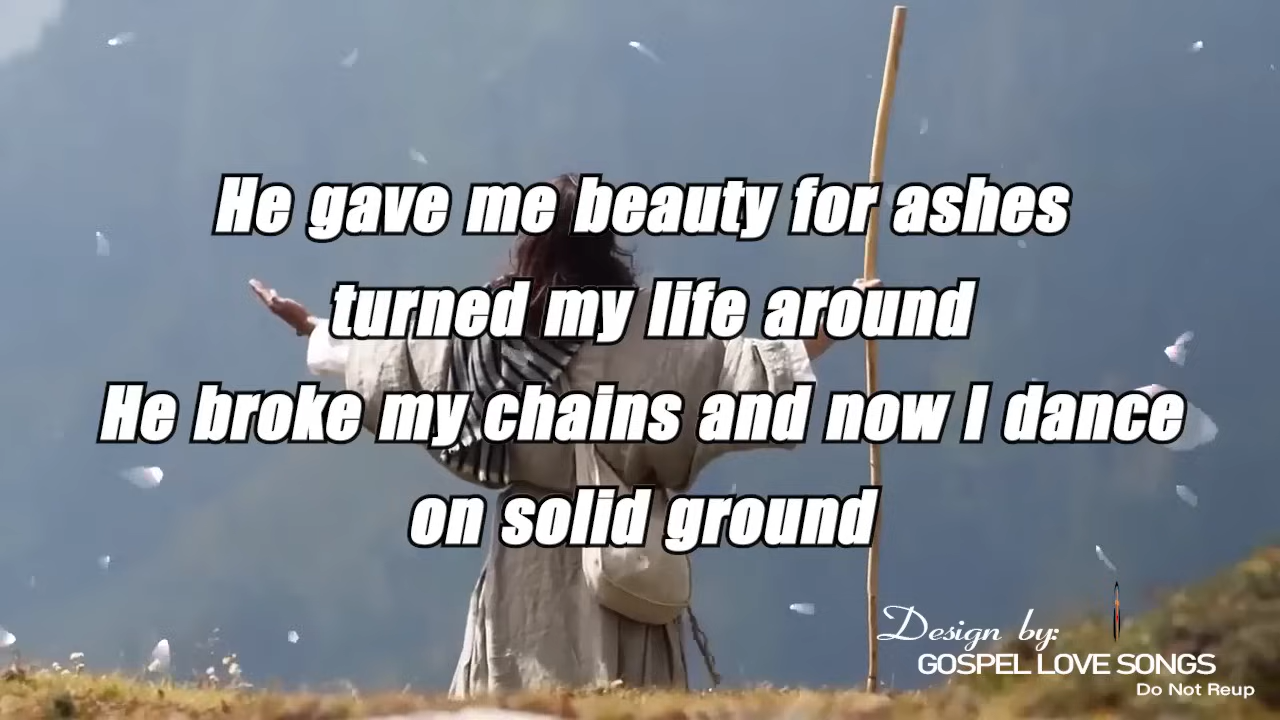 He gave me beauty for ashes
turned my life around
He broke my chains and now I dance
on solid ground
Design by:
GOSPEL LOVE SONGS
Do Not Reup